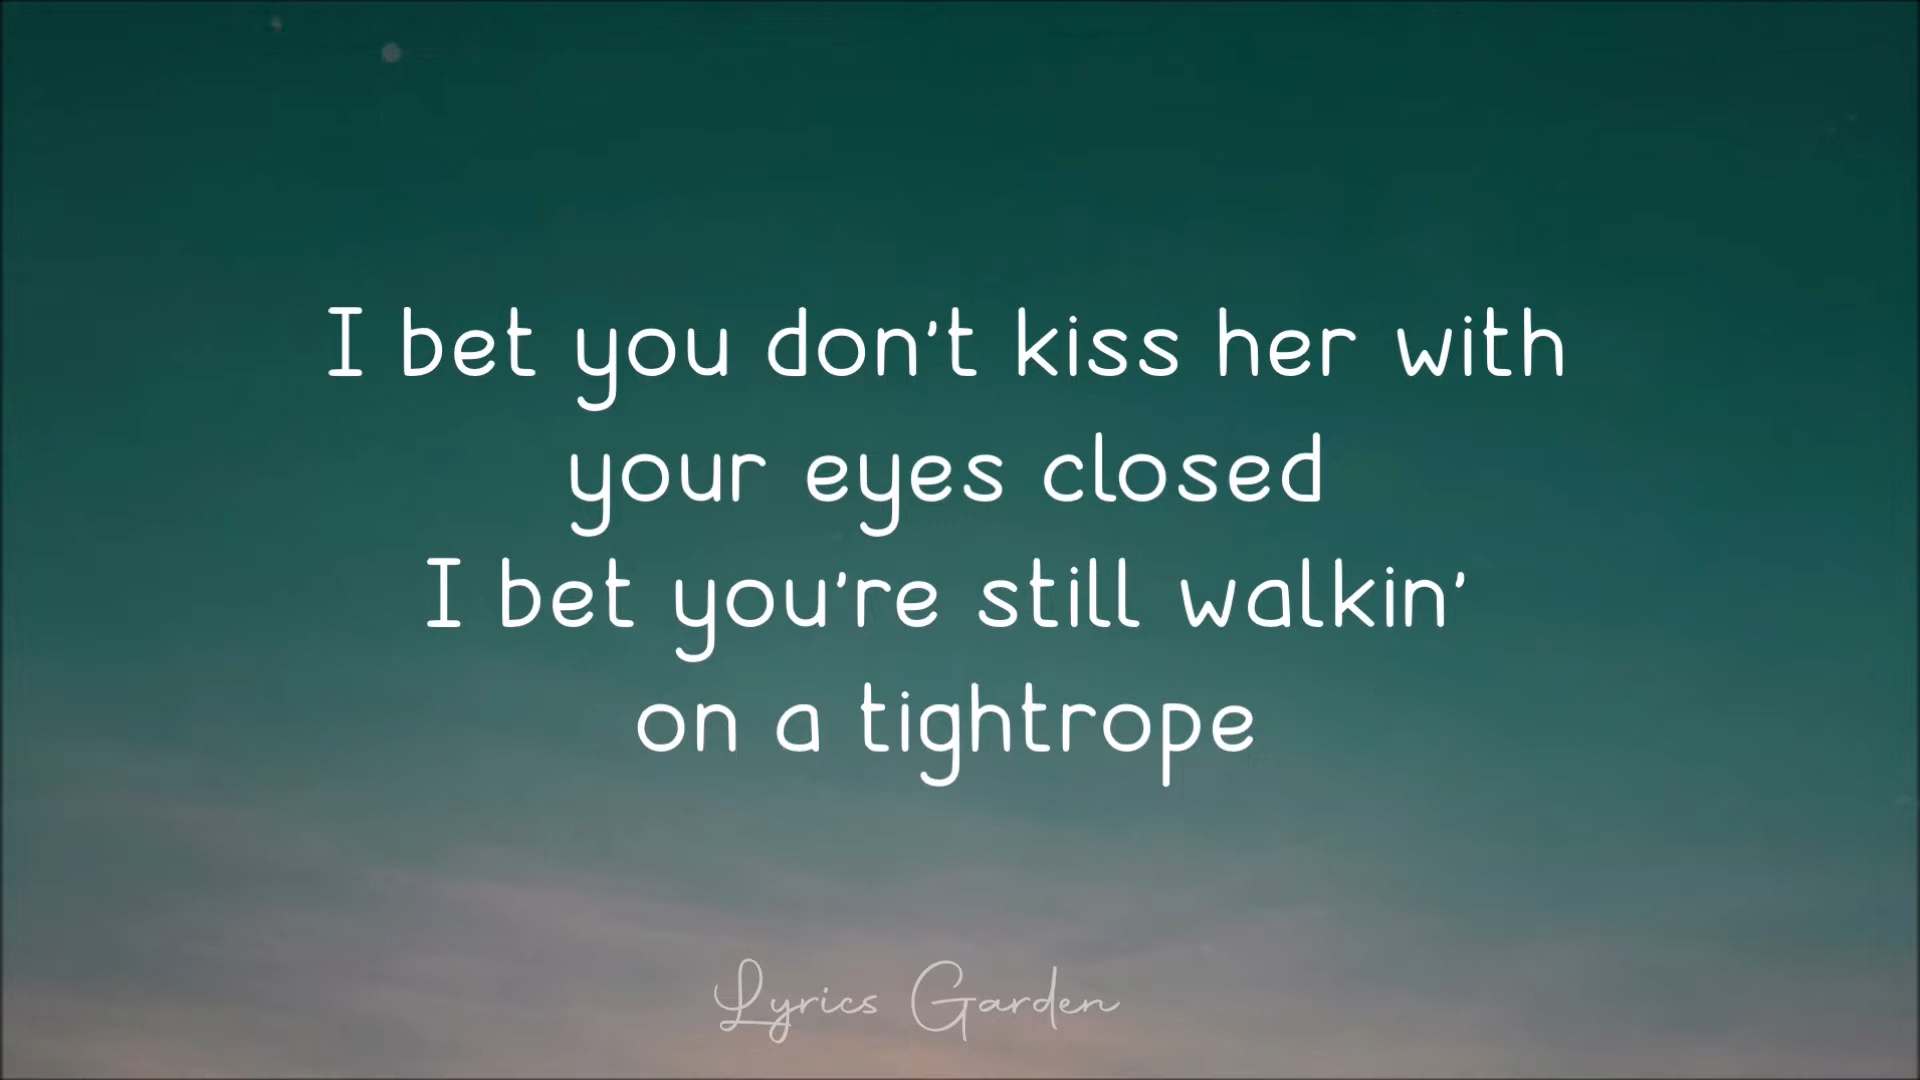 I bet you don't kiss her with
your eyes closed
I bet you're still walkin'
on a tightrope
Lyrics Garden